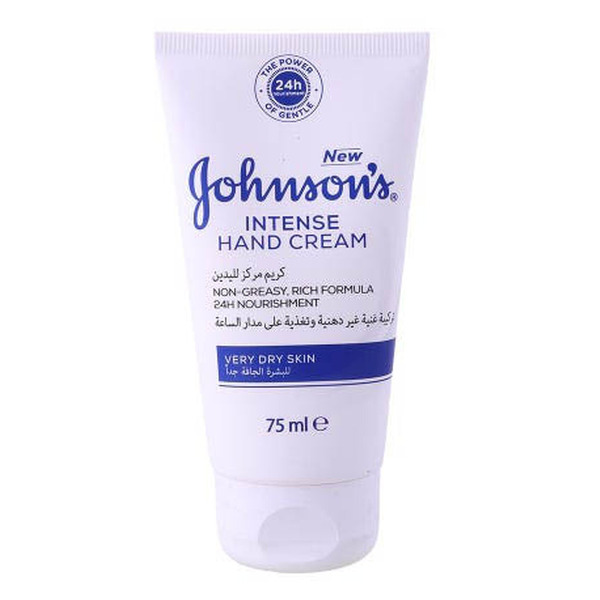 THE POWER
24h
nourishment
OF GENTLE
New
Johnson's®
INTENSE
HAND CREAM
كريم مركز لليدين
NON-GREASY, RICH FORMULA
24H NOURISHMENT
تركيبة غنية غير دهنية وتغذية على مدار الساعة
VERY DRY SKIN
للبشرة الجافة جداً
75 ml ℮